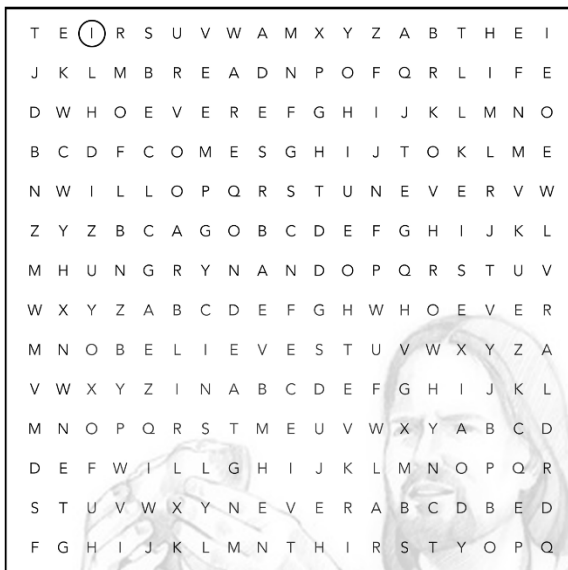 T E I R S U V W A M X Y Z A B T H E I
J K L M B R E A D N P O F Q R L I F E
D W H O E V E R E F G H I J K L M N O
B C D F C O M E S G H I J T O K L M E
N W I L L O P Q R S T U N E V E R V W
Z Y Z B C A G O B C D E F G H I J K L
M H U N G R Y N A N D O P Q R S T U V
W X Y Z A B C D E F G H W H O E V E R
M N O B E L I E V E S T U V W X Y Z A
V W X Y Z I N A B C D E F G H I J K L
M N O P Q R S T M E U V W X Y A B C D
D E F W I L L G H I J K L M N O P Q R
S T U V W X Y N E V E R A B C D B E D
F G H I J K L M N T H I R S T Y O P Q